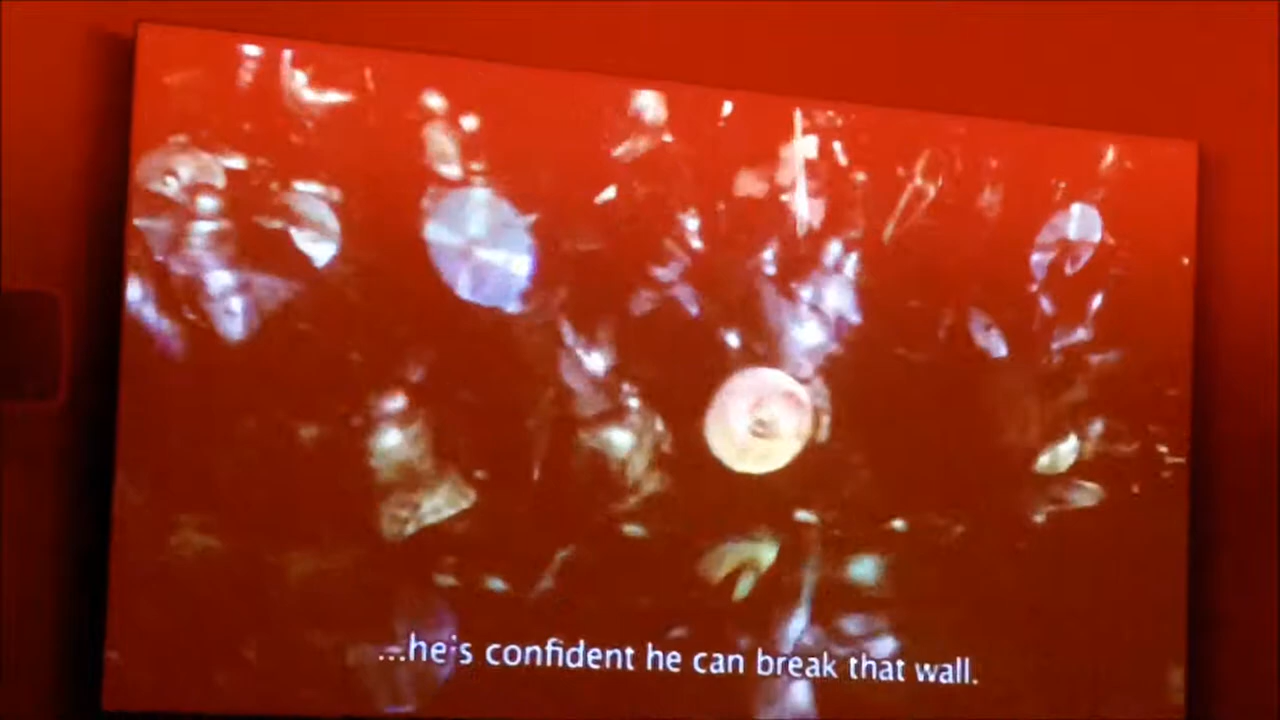 ...he's confident he can break that wall.